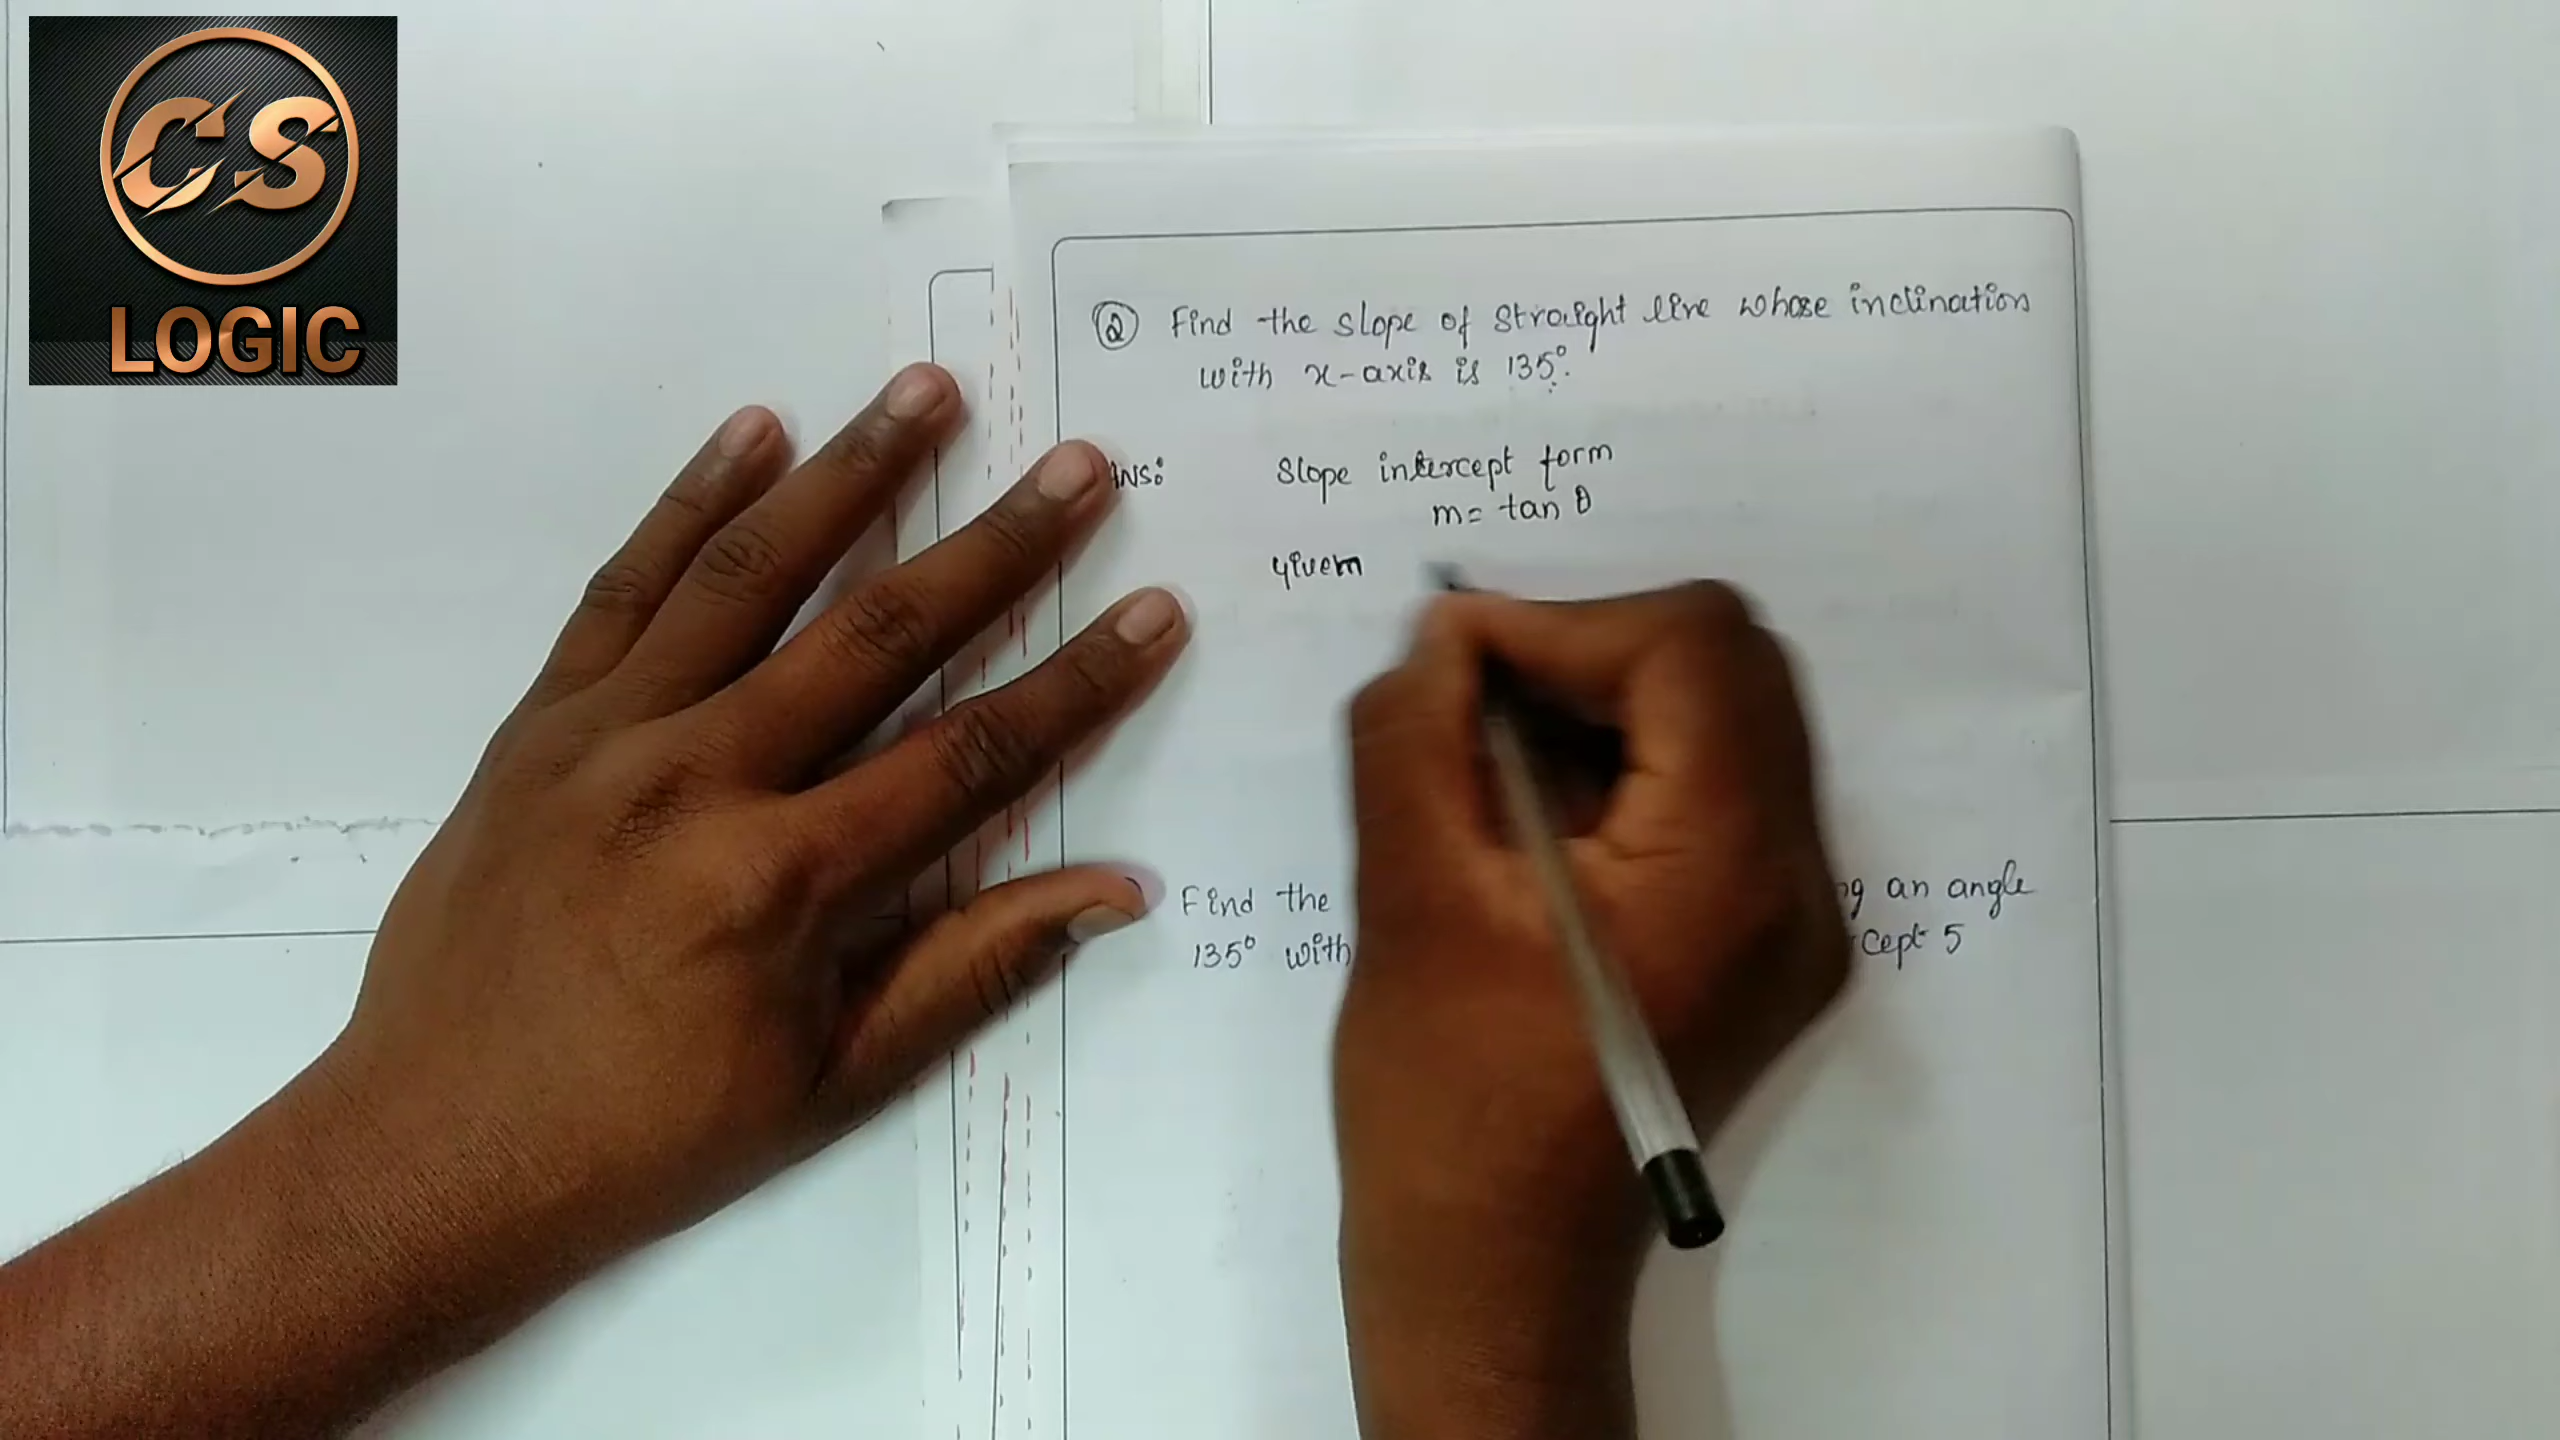 CS
LOGIC
2 Find the slope of straight line whose inclination
with x-axis is 135°.
ANS: Slope intercept form
m = tan θ
given
Find the an angle
135° with 5